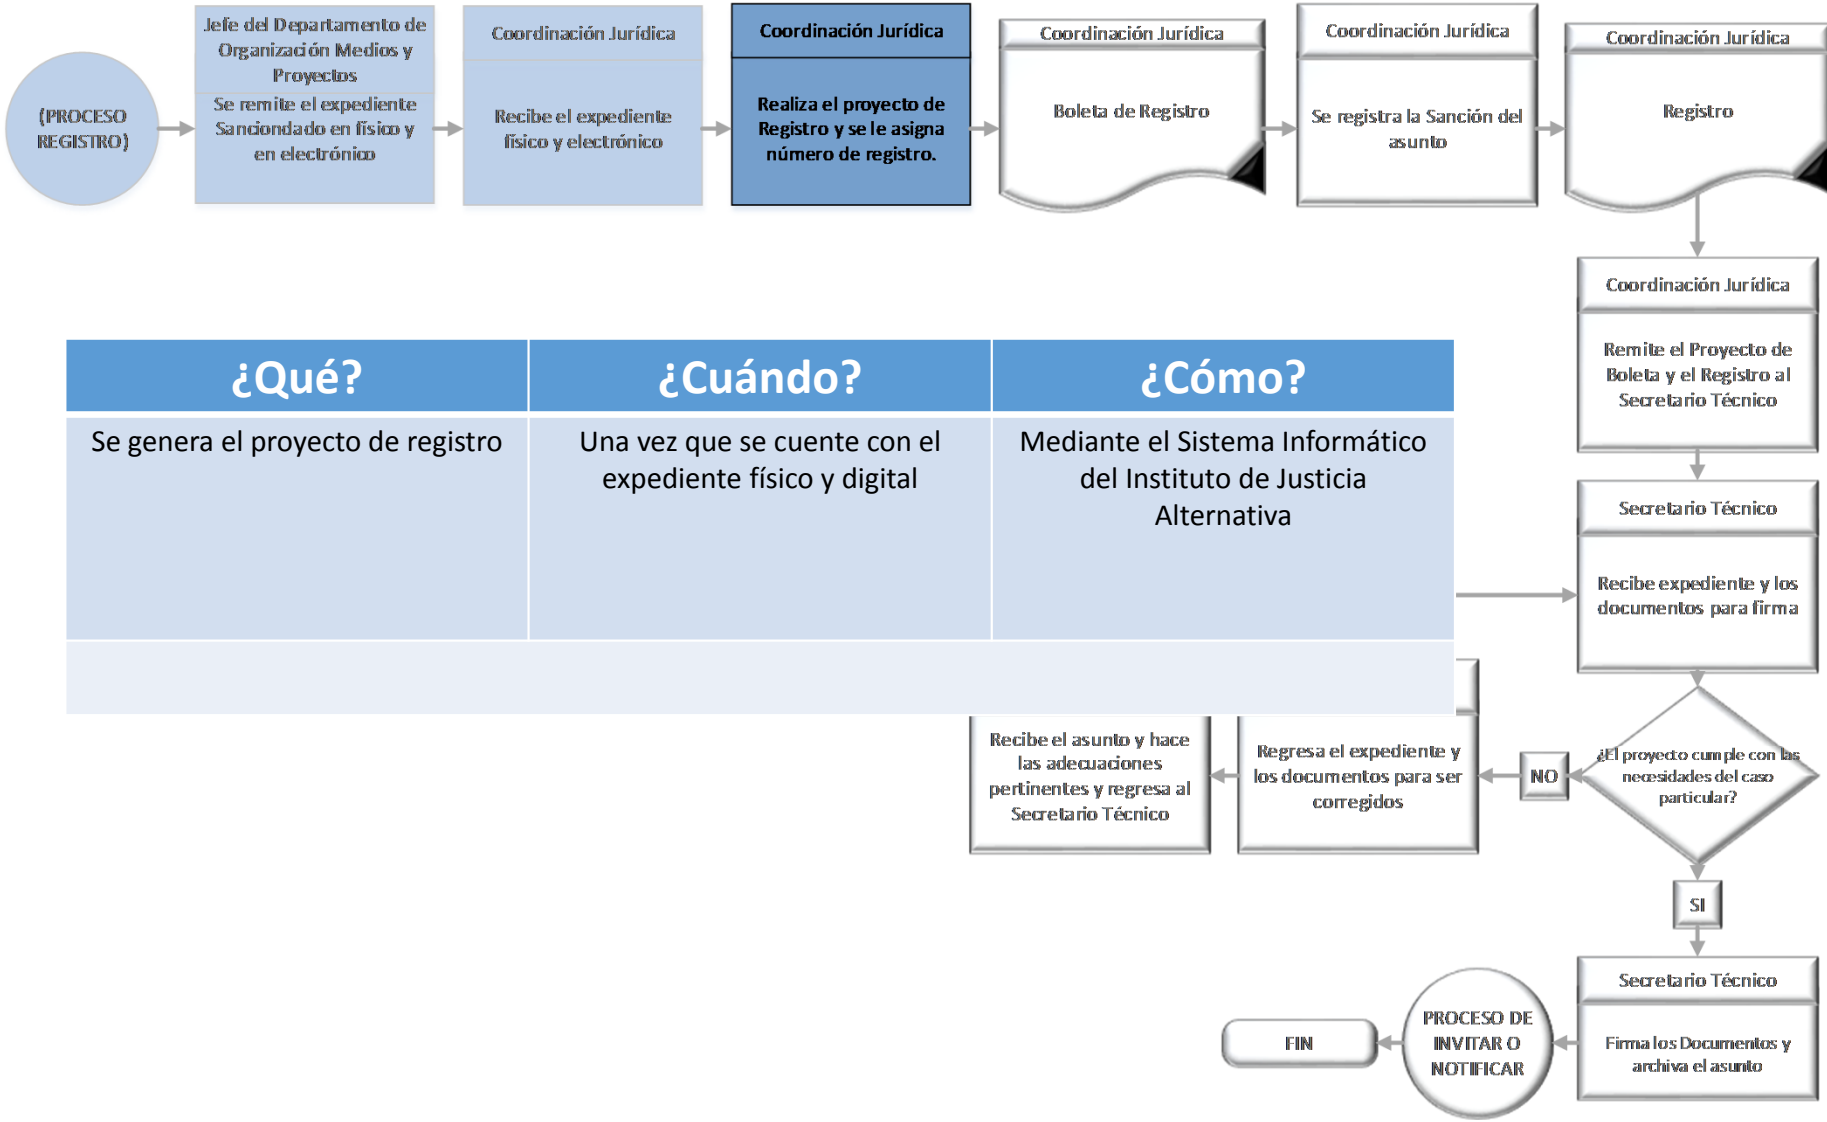 (PROCESO
REGISTRO)
Jefe del Departamento de
Organización Medios y
Proyectos
Se remite el expediente
Sanciondado en físico y
en electrónico
Coordinación Jurídica
Recibe el expediente
físico y electrónico
Coordinación Jurídica
Realiza el proyecto de
Registro y se le asigna
número de registro.
Coordinación Jurídica
Boleta de Registro
Coordinación Jurídica
Se registra la Sanción del
asunto
Coordinación Jurídica
Registro
Coordinación Jurídica
Remite el Proyecto de
Boleta y el Registro al
Secretario Técnico
¿Qué?
¿Cuándo?
¿Cómo?
Se genera el proyecto de registro
Una vez que se cuente con el
expediente físico y digital
Mediante el Sistema Informático
del Instituto de Justicia
Alternativa
Secretario Técnico
Recibe expediente y los
documentos para firma
¿El proyecto cumple con las
necesidades del caso
particular?
NO
Regresa el expediente y
los documentos para ser
corregidos
Recibe el asunto y hace
las adecuaciones
pertinentes y regresa al
Secretario Técnico
SI
Secretario Técnico
Firma los Documentos y
archiva el asunto
PROCESO DE
INVITAR O
NOTIFICAR
FIN